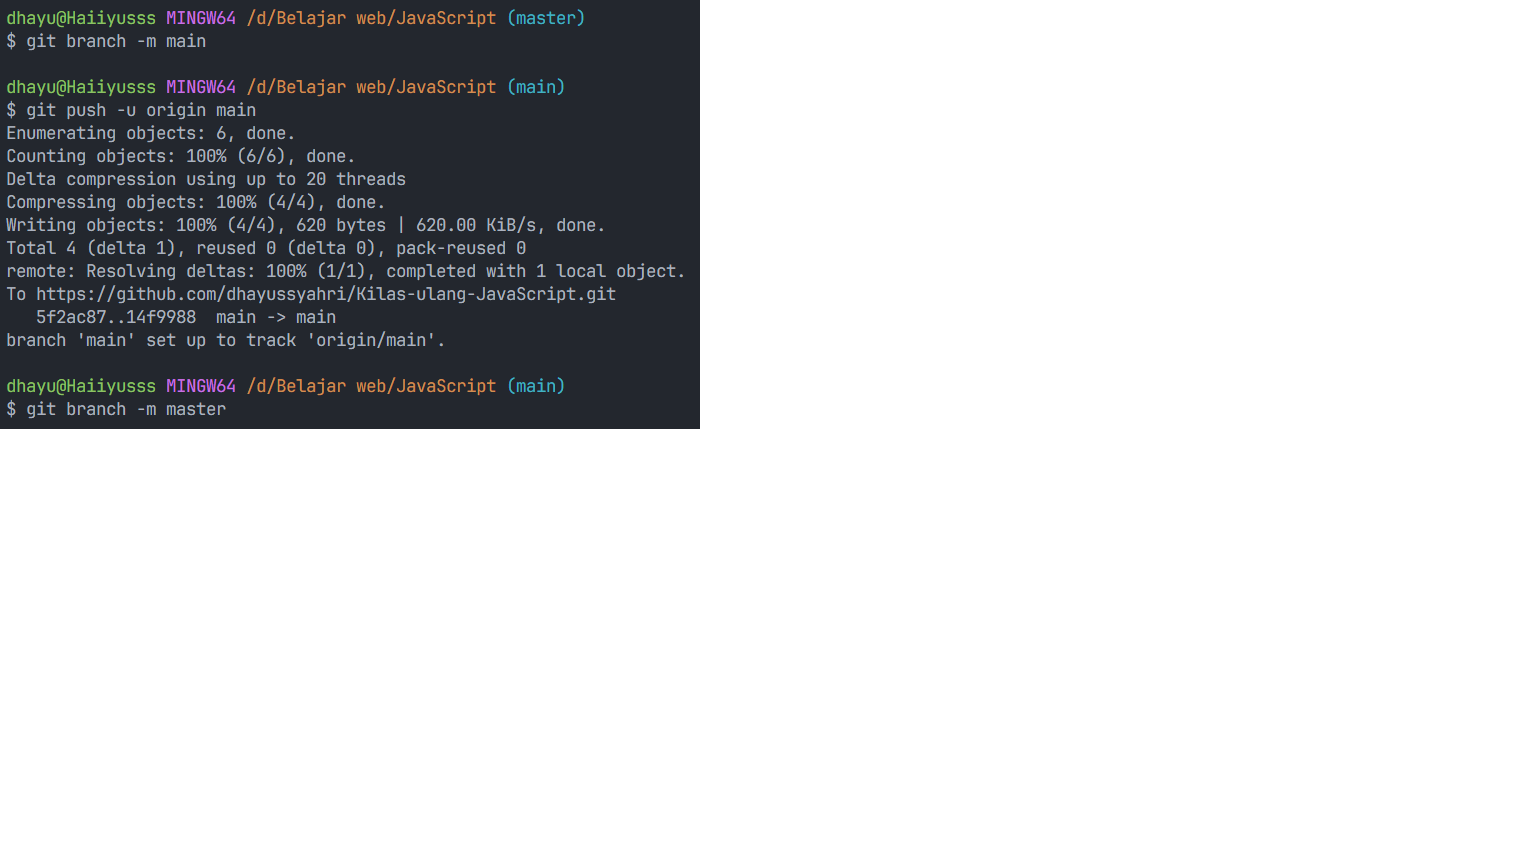 dhayu@Haiiyusss MINGW64 /d/Belajar web/JavaScript (master)
$ git branch -m main
dhayu@Haiiyusss MINGW64 /d/Belajar web/JavaScript (main)
$ git push -u origin main
Enumerating objects: 6, done.
Counting objects: 100% (6/6), done.
Delta compression using up to 20 threads
Compressing objects: 100% (4/4), done.
Writing objects: 100% (4/4), 620 bytes | 620.00 KiB/s, done.
Total 4 (delta 1), reused 0 (delta 0), pack-reused 0
remote: Resolving deltas: 100% (1/1), completed with 1 local object.
To https://github.com/dhayussyahri/Kilas-ulang-JavaScript.git
   5f2ac87..14f9988  main -> main
branch 'main' set up to track 'origin/main'.
dhayu@Haiiyusss MINGW64 /d/Belajar web/JavaScript (main)
$ git branch -m master